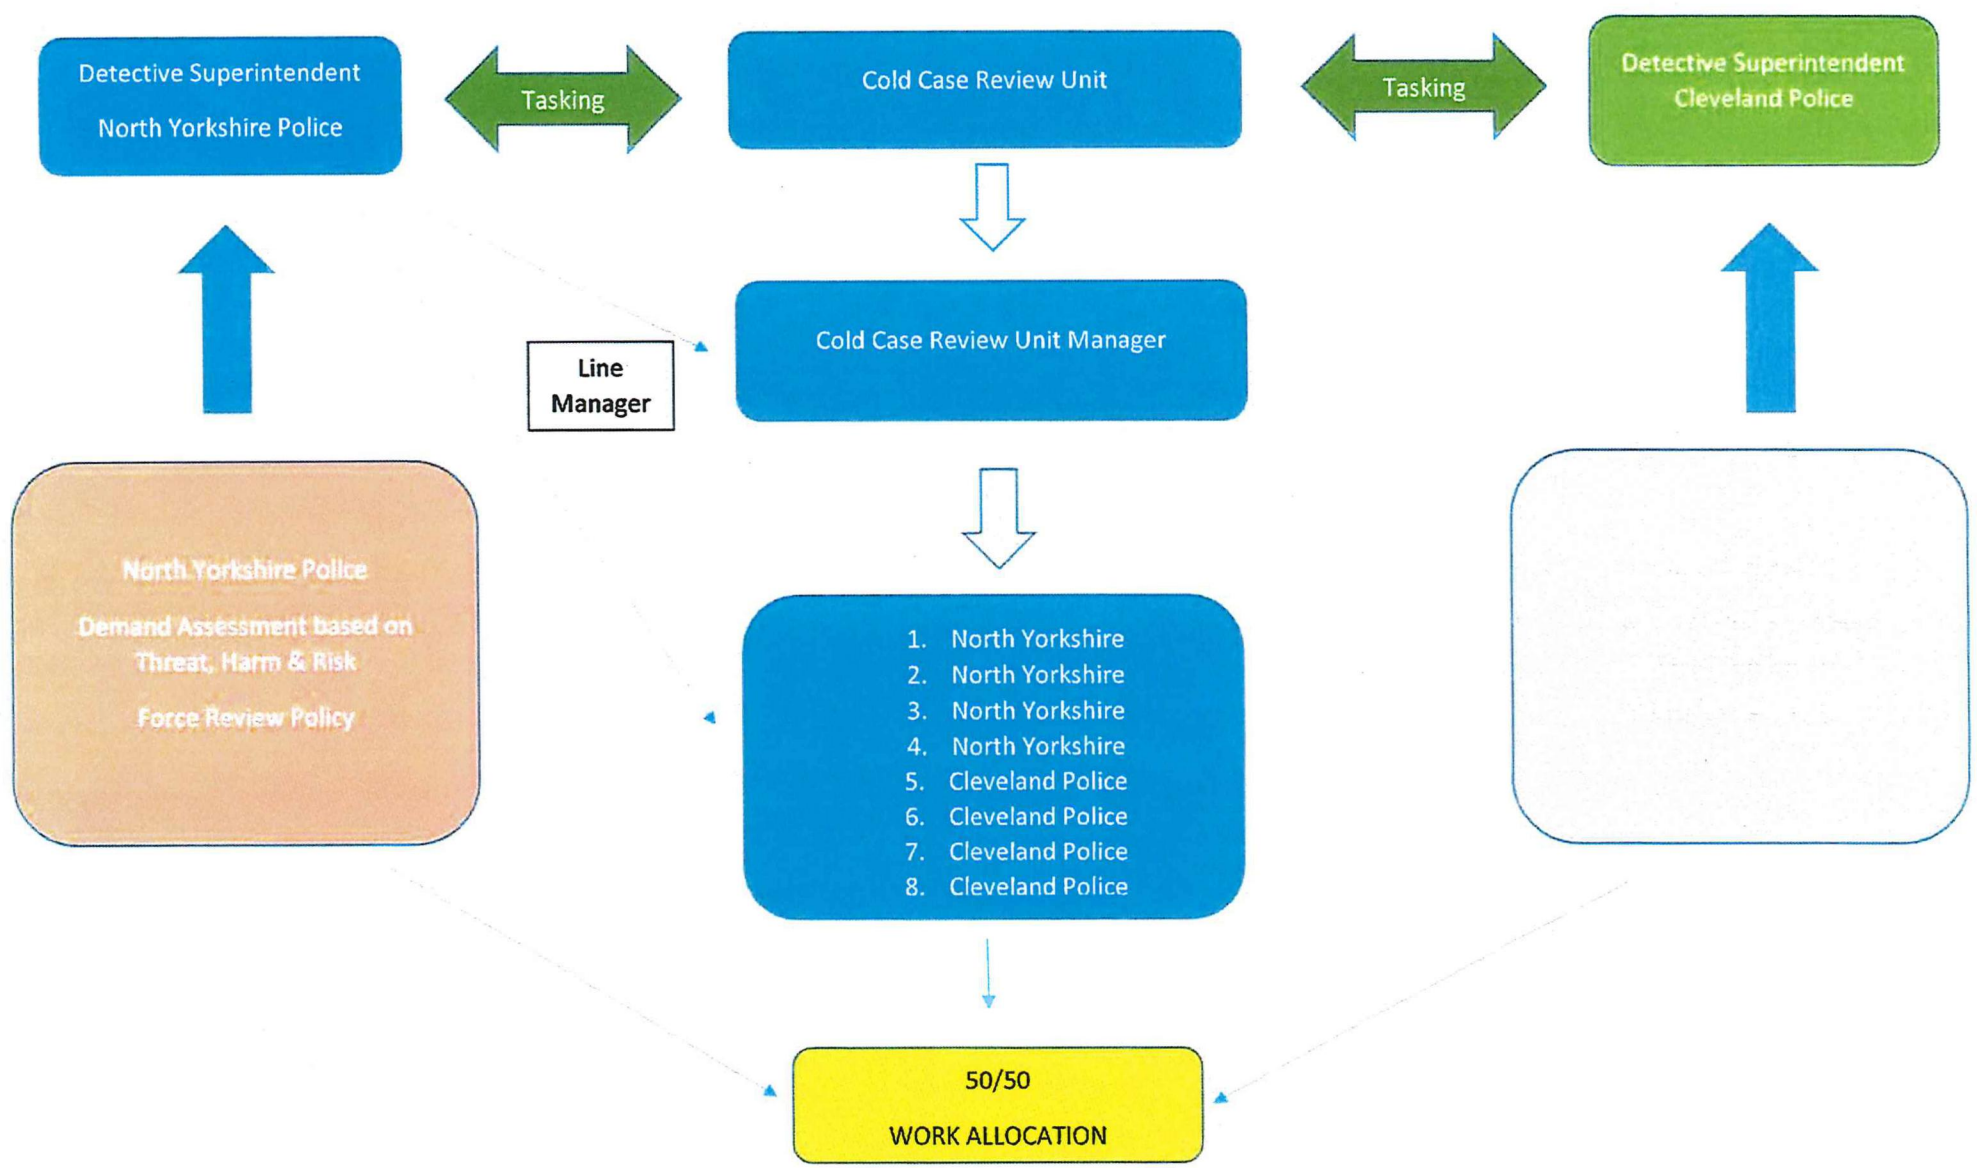 Detective Superintendent
North Yorkshire Police
Tasking
Cold Case Review Unit
Tasking
Detective Superintendent
Cleveland Police
Cold Case Review Unit Manager
Line
Manager
North Yorkshire Police
Demand Assessment based on
Threat, Harm & Risk
Force Review Policy
1. North Yorkshire
2. North Yorkshire
3. North Yorkshire
4. North Yorkshire
5. Cleveland Police
6. Cleveland Police
7. Cleveland Police
8. Cleveland Police
50/50
WORK ALLOCATION